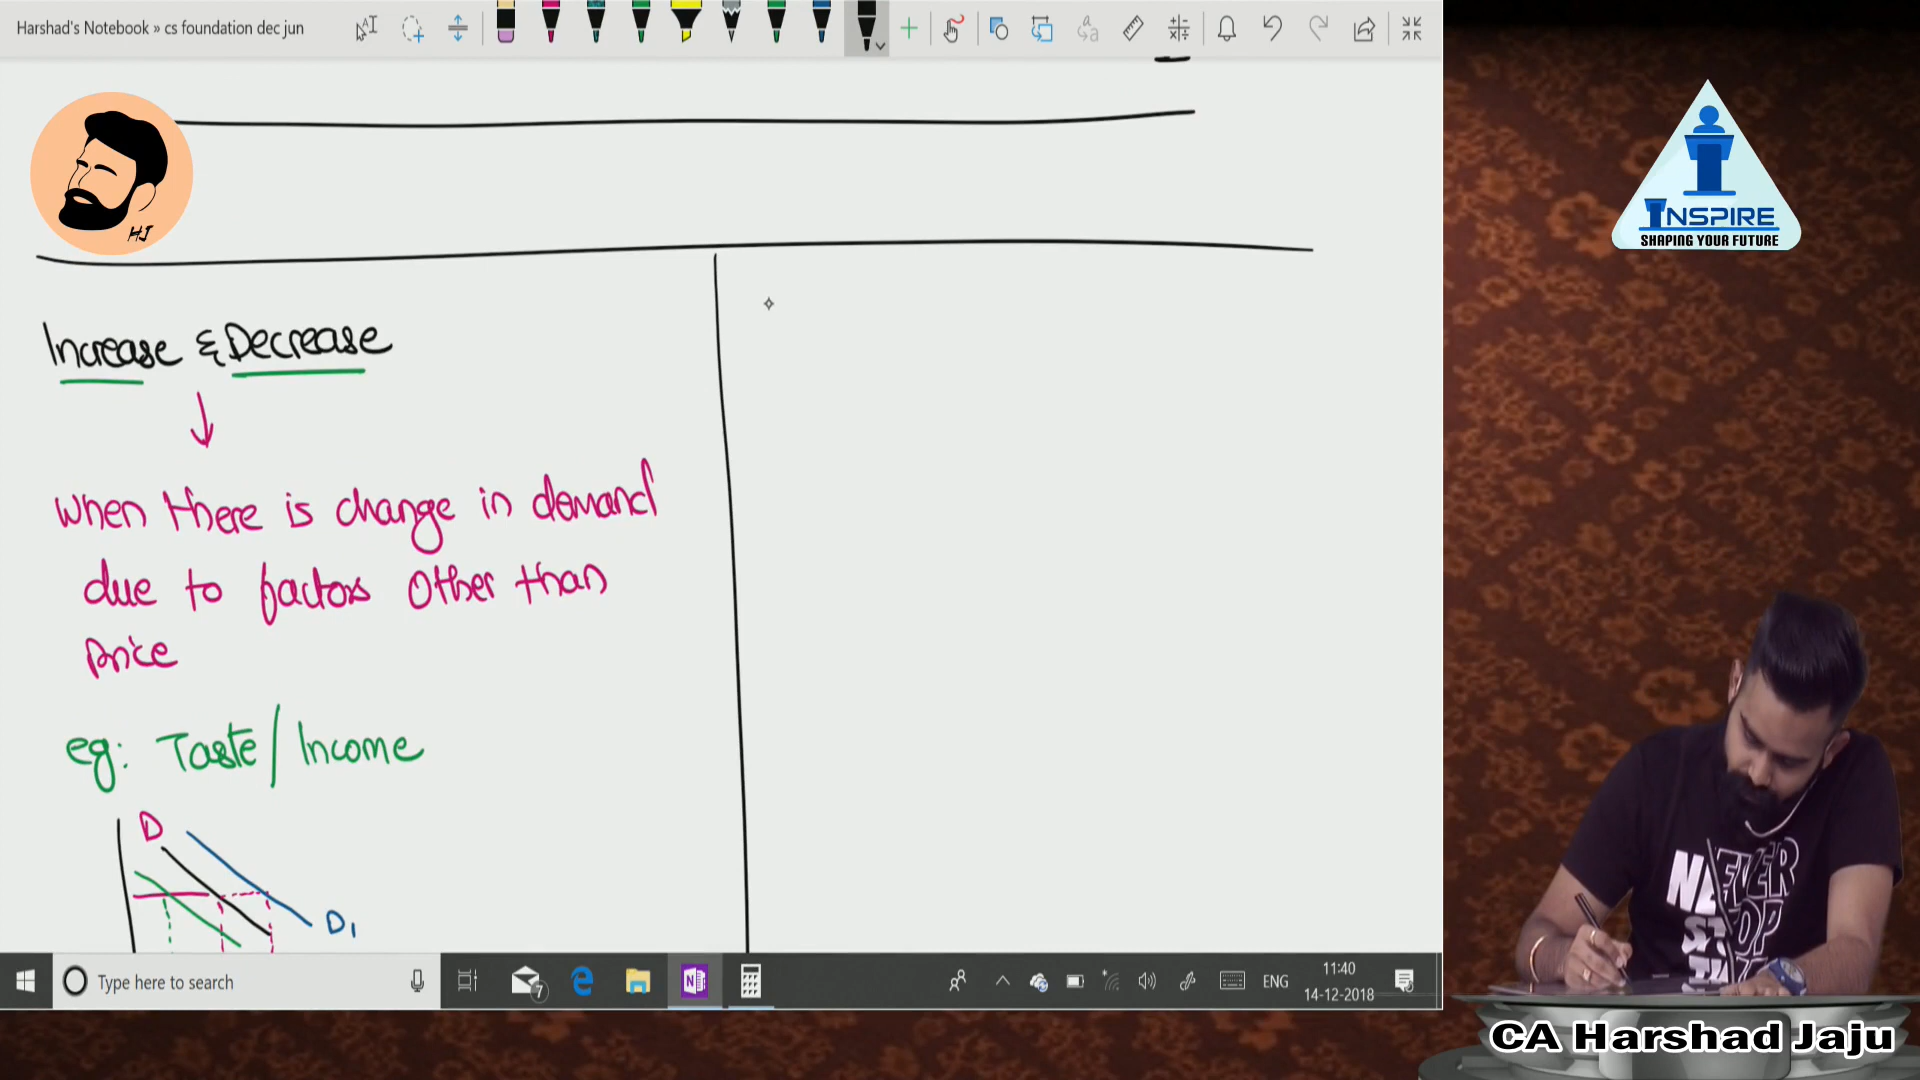 Harshad's Notebook » cs foundation dec jun
HJ
INSPIRE
SHAPING YOUR FUTURE
Increase & Decrease
When there is change in demand
due to factors other than
price
eg: Taste/Income
D
D1
NEVER
Type here to search
7
N
ENG
11:40
14-12-2018
CA Harshad Jaju